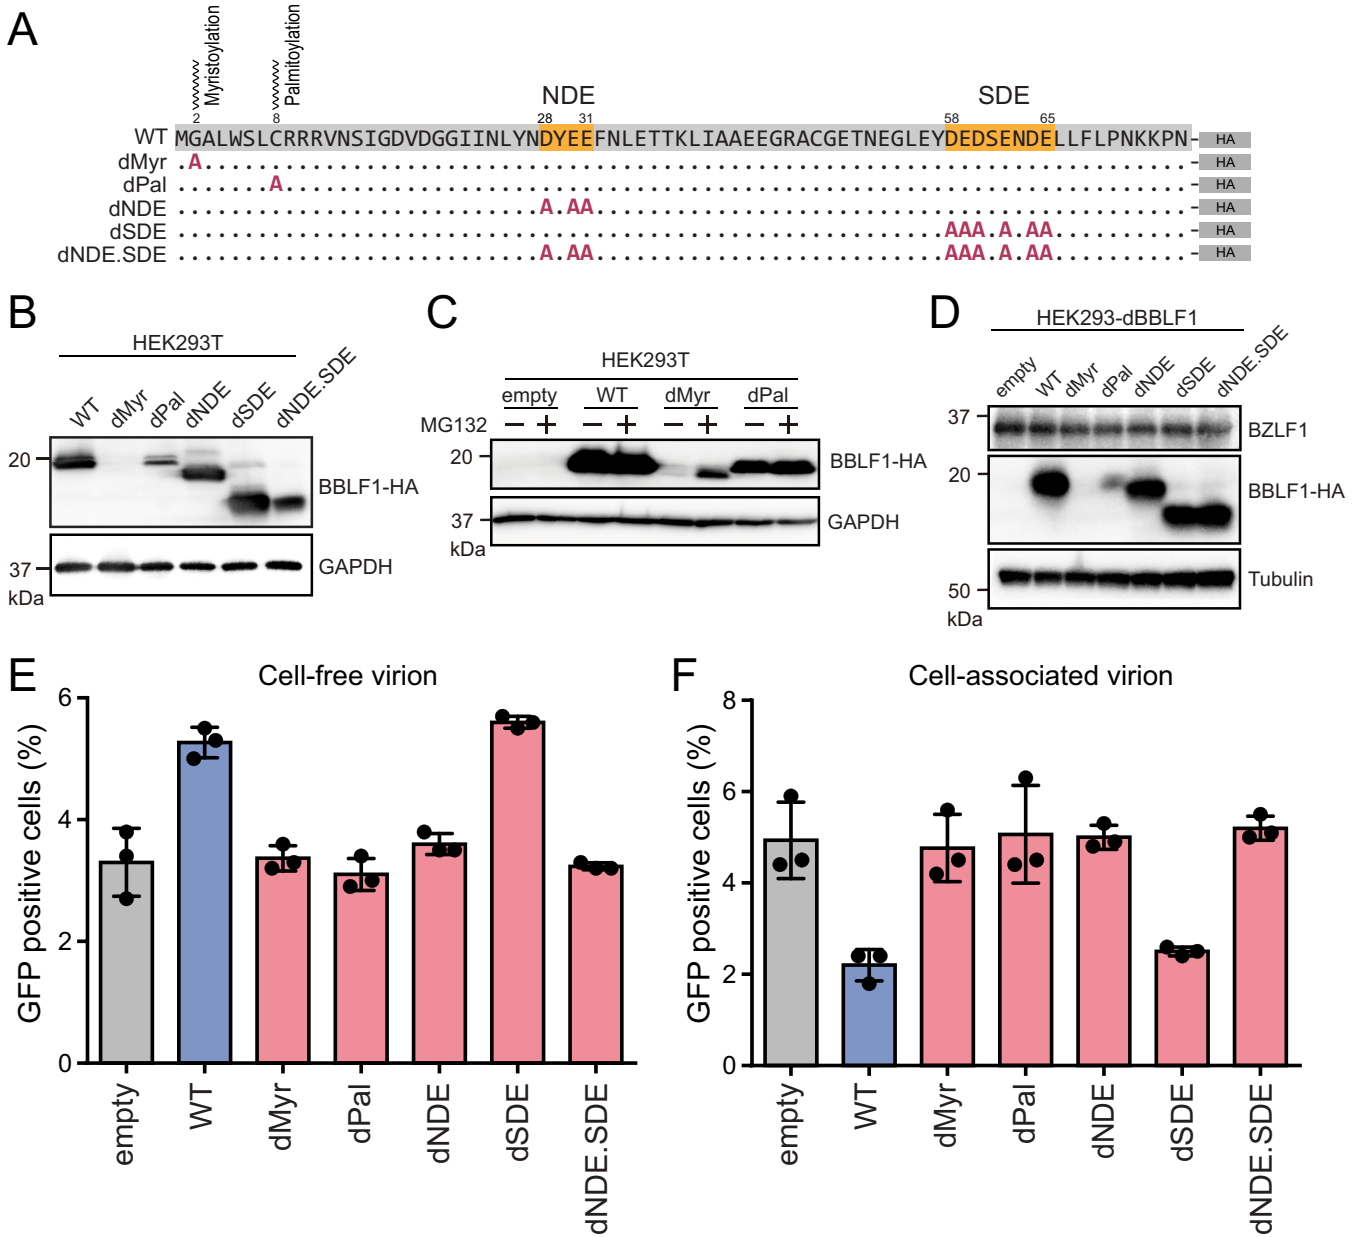 A
Myristoylation
Palmitoylation
NDE
SDE
2 8 28 31 58 65
WT MGALWSLCRRRVNSIGDVDGGIINLYNDYEEFNLETTKLIAAEEGRACGETNEGLEYDEDSENDELLFLPNKKPN HA
dMyr A HA
dPal A HA
dNDE A.AA HA
dSDE AAA.A.AA HA
dNDE.SDE A.AA AAA.A.AA HA
B
HEK293T
WT dMyr dPal dNDE dSDE dNDE.SDE
20 BBLF1-HA
37 GAPDH
kDa
C
HEK293T
empty WT dMyr dPal
MG132 − + − + − + − +
20 BBLF1-HA
37 GAPDH
kDa
D
HEK293-dBBLF1
empty WT dMyr dPal dNDE dSDE dNDE.SDE
37 BZLF1
20 BBLF1-HA
50 Tubulin
kDa
E
Cell-free virion
GFP positive cells (%)
6
4
2
0
empty WT dMyr dPal dNDE dSDE dNDE.SDE
F
Cell-associated virion
GFP positive cells (%)
8
6
4
2
0
empty WT dMyr dPal dNDE dSDE dNDE.SDE